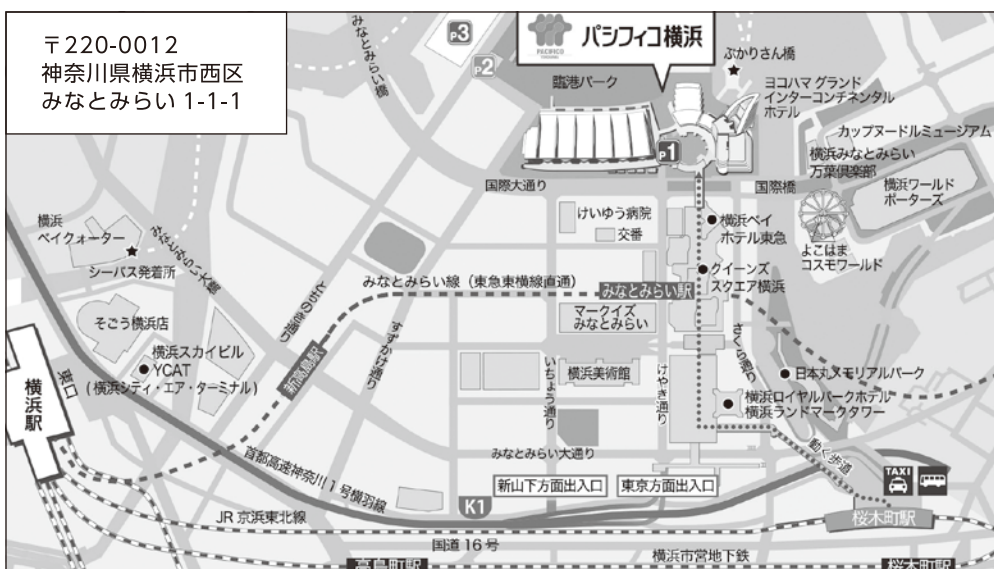 〒220-0012
神奈川県横浜市西区
みなとみらい 1-1-1
みなとみらい橋
P3
P2
PACIFICO
パシフィコ横浜
ぷかりさん橋
臨港パーク
ヨコハマ グランド
インターコンチネンタル
ホテル
カップヌードルミュージアム
P1
横浜みなとみらい
万葉倶楽部
国際大通り
国際橋
横浜ワールド
ポーターズ
けいゆう病院
交番
横浜ベイ
ホテル東急
よこはま
コスモワールド
横浜
ベイクォーター
シーバス発着所
みなとみらい大橋
とちのき通り
みなとみらい線（東急東横線直通）
みなとみらい駅
クイーンズ
スクエア横浜
マークイズ
みなとみらい
さくら通り
そごう横浜店
横浜スカイビル
YCAT
（横浜シティ・エア・ターミナル）
新高島駅
すずかけ通り
いちょう通り
横浜美術館
けやき通り
日本丸メモリアルパーク
横浜ロイヤルパークホテル
横浜ランドマークタワー
横浜駅
東口
首都高速神奈川1号横羽線
みなとみらい大通り
動く歩道
TAXI
新山下方面出入口
東京方面出入口
K1
JR 京浜東北線
桜木町駅
国道 16 号
横浜市営地下鉄
高島町駅
桜木町駅